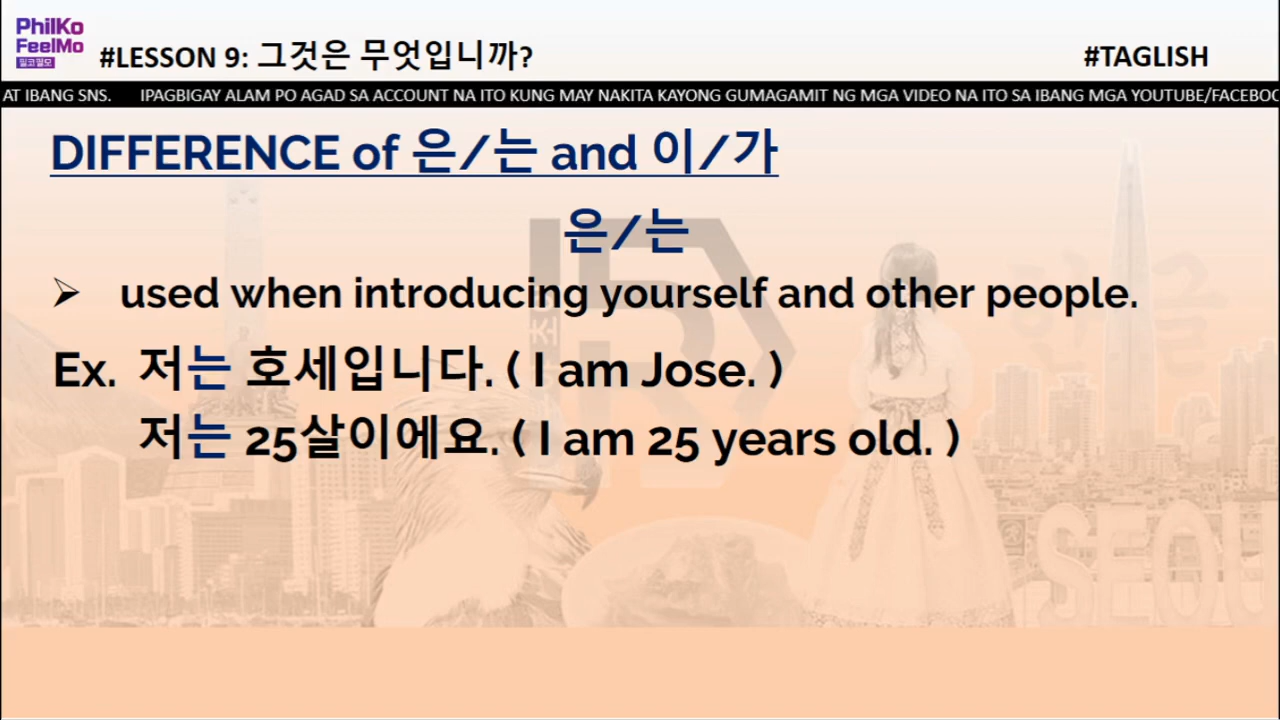 PhilKo
FeelMo
필코필모
#LESSON 9: 그것은 무엇입니까?
#TAGLISH
AT IBANG SNS. IPAGBIGAY ALAM PO AGAD SA ACCOUNT NA ITO KUNG MAY NAKITA KAYONG GUMAGAMIT NG MGA VIDEO NA ITO SA IBANG MGA YOUTUBE/FACEBOO
DIFFERENCE of 은/는 and 이/가
은/는
➢ used when introducing yourself and other people.
Ex. 저는 호세입니다. ( I am Jose. )
저는 25살이에요. ( I am 25 years old. )
한글
SEOU